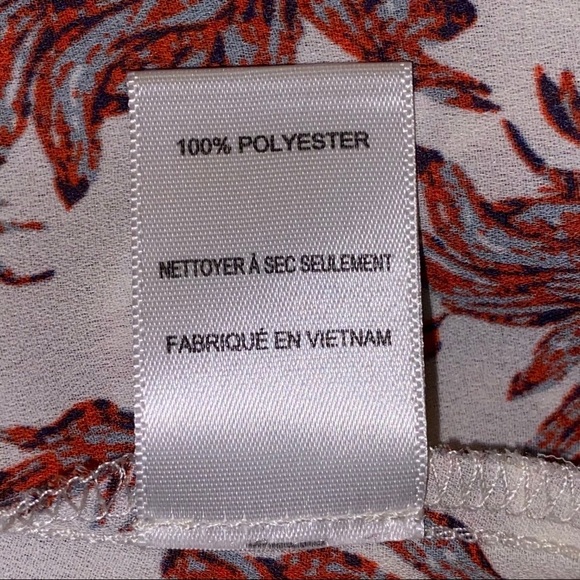 100% POLYESTER
NETTOYER À SEC SEULEMENT
FABRIQUÉ EN VIETNAM